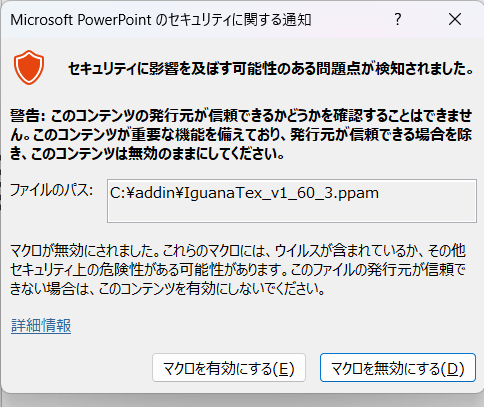 Microsoft PowerPoint のセキュリティに関する通知
セキュリティに影響を及ぼす可能性のある問題点が検知されました。
警告: このコンテンツの発行元が信頼できるかどうかを確認することはできませ
ん。このコンテンツが重要な機能を備えており、発行元が信頼できる場合を除
き、このコンテンツは無効のままにしてください。
ファイルのパス:
C:¥addin¥IguanaTex_v1_60_3.ppam
マクロが無効にされました。これらのマクロには、ウイルスが含まれているか、その他
セキュリティ上の危険性がある可能性があります。このファイルの発行元が信頼で
きない場合は、このコンテンツを有効にしないでください。
詳細情報
マクロを有効にする(E)
マクロを無効にする(D)